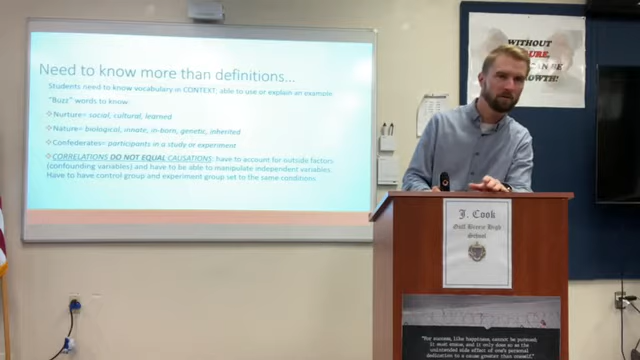 Need to know more than definitions...
Students need to know vocabulary in CONTEXT; able to use or explain an example
"Buzz" words to know:
Nurture= social, cultural, learned
Nature= biological, innate, in-born, genetic, inherited
Confederates= participants in a study or experiment
CORRELATIONS DO NOT EQUAL CAUSATIONS: have to account for outside factors
(confounding variables) and have to be able to manipulate independent variables.
Have to have control group and experiment group set to the same conditions.
WITHOUT
URE,
CAN BE
GROWTH!
J. Cook
Gulf Breeze High
School
"For success, like happiness, cannot be pursued;
it must ensue, and it only does so as the
unintended side effect of one's personal
dedication to a cause greater than oneself."